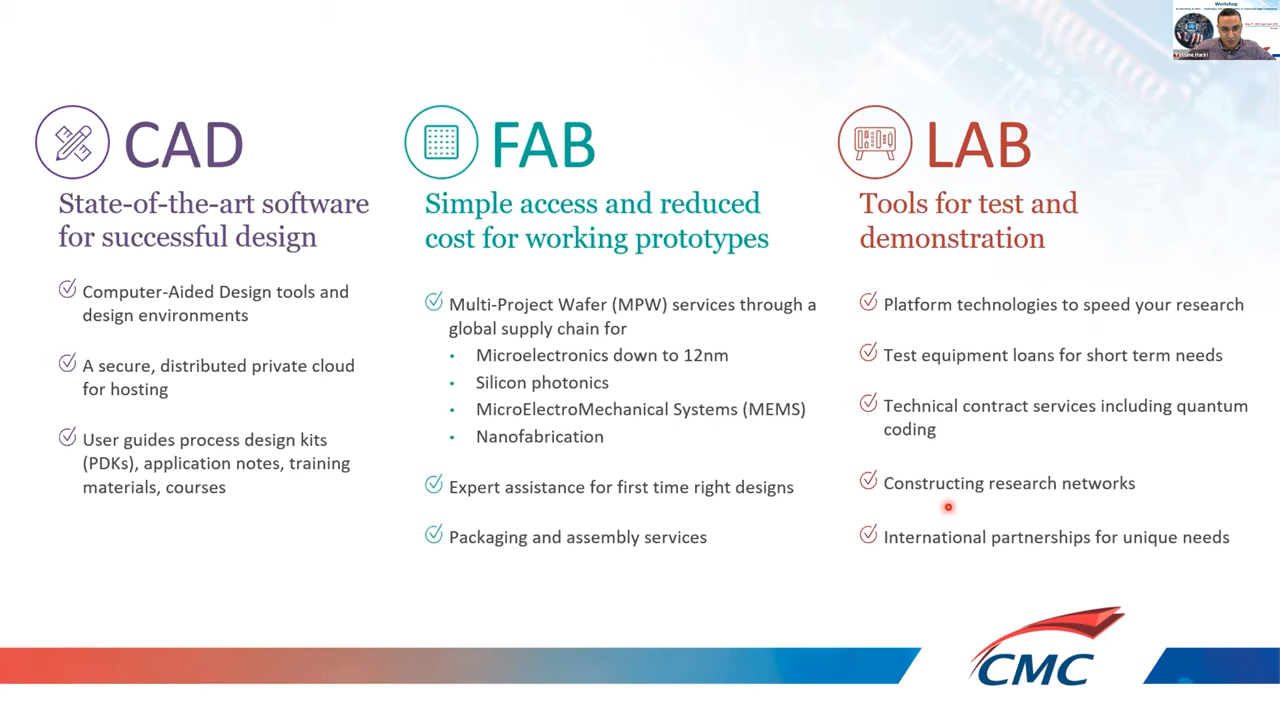 Workshop
CAD
State-of-the-art software
for successful design
Computer-Aided Design tools and
design environments
A secure, distributed private cloud
for hosting
User guides process design kits
(PDKs), application notes, training
materials, courses
FAB
Simple access and reduced
cost for working prototypes
Multi-Project Wafer (MPW) services through a
global supply chain for
Microelectronics down to 12nm
Silicon photonics
MicroElectroMechanical Systems (MEMS)
Nanofabrication
Expert assistance for first time right designs
Packaging and assembly services
LAB
Tools for test and
demonstration
Platform technologies to speed your research
Test equipment loans for short term needs
Technical contract services including quantum
coding
Constructing research networks
International partnerships for unique needs
CMC
Yassine Hariri